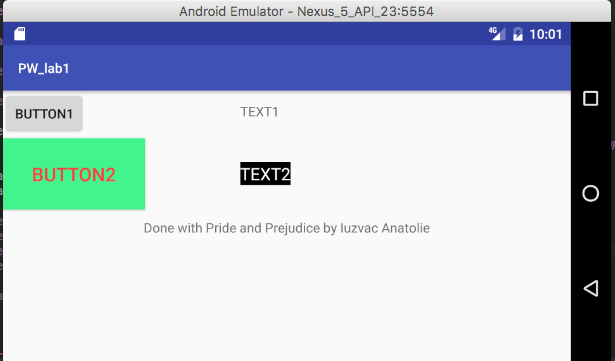 Android Emulator - Nexus_5_API_23:5554
4G 10:01
PW_lab1
BUTTON1 TEXT1
BUTTON2 TEXT2
Done with Pride and Prejudice by Iuzvac Anatolie